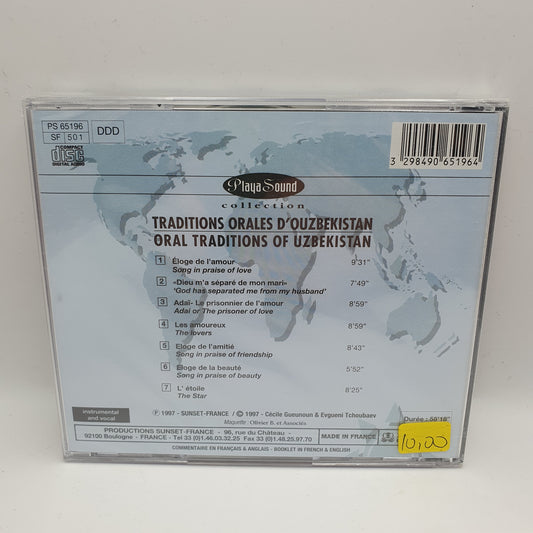 PS 65196
SF 501
DDD
COMPACT
disc
DIGITAL AUDIO
3 298490 651964
Playa Sound
collection
TRADITIONS ORALES D'OUZBEKISTAN
ORAL TRADITIONS OF UZBEKISTAN
1 Éloge de l'amour 9'31"
Song in praise of love
2 «Dieu m'a séparé de mon mari» 7'49"
'God has separated me from my husband'
3 Adaï- Le prisonnier de l'amour 8'59"
Adai or The prisoner of love
4 Les amoureux 8'59"
The lovers
5 Eloge de l'amitié 8'43"
Song in praise of friendship
6 Éloge de la beauté 5'52"
Song in praise of beauty
7 L' étoile 8'25"
The Star
instrumental
and vocal
℗ 1997 - SUNSET-FRANCE / © 1997 - Cécile Gueunoun & Evgueni Tchoubaev
Maquette : Olivier B. et Associés
Durée : 58'18"
PRODUCTIONS SUNSET-FRANCE - 96, rue du Château -
92100 Boulogne - FRANCE - Tél 33 (0)1.46.03.32.25 Fax 33 (0)1.48.25.97.70
MADE IN FRANCE
10,00
COMMENTAIRE EN FRANÇAIS & ANGLAIS - BOOKLET IN FRENCH & ENGLISH